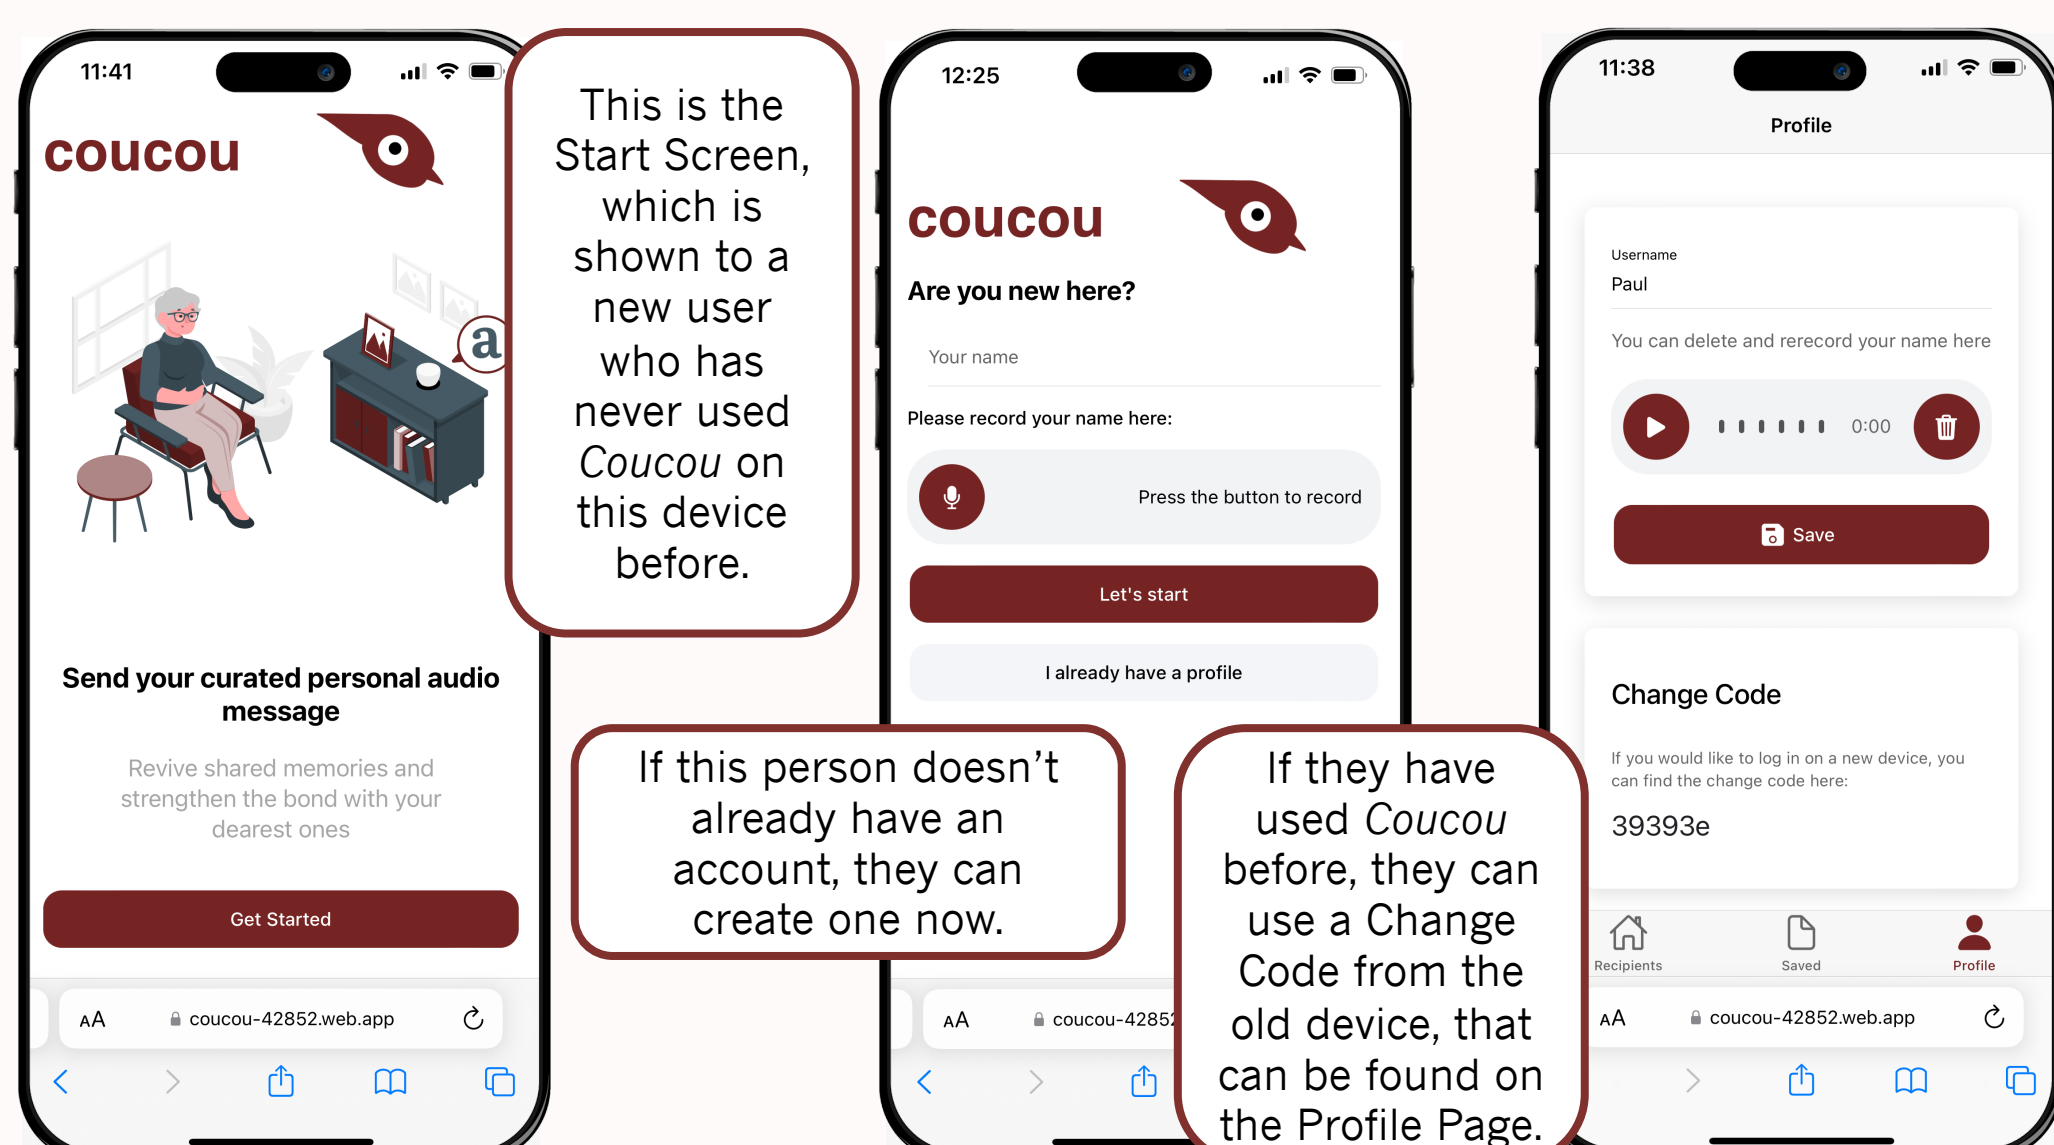 11:41
coucou
a
Send your curated personal audio
message
Revive shared memories and
strengthen the bond with your
dearest ones
Get Started
AA
coucou-42852.web.app
This is the
Start Screen,
which is
shown to a
new user
who has
never used
Coucou on
this device
before.
12:25
coucou
Are you new here?
Your name
Please record your name here:
Press the button to record
Let's start
I already have a profile
AA
coucou-4285
If this person doesn’t
already have an
account, they can
create one now.
If they have
used Coucou
before, they can
use a Change
Code from the
old device, that
can be found on
the Profile Page.
11:38
Profile
Username
Paul
You can delete and rerecord your name here
0:00
Save
Change Code
If you would like to log in on a new device, you
can find the change code here:
39393e
Recipients
Saved
Profile
AA
coucou-42852.web.app